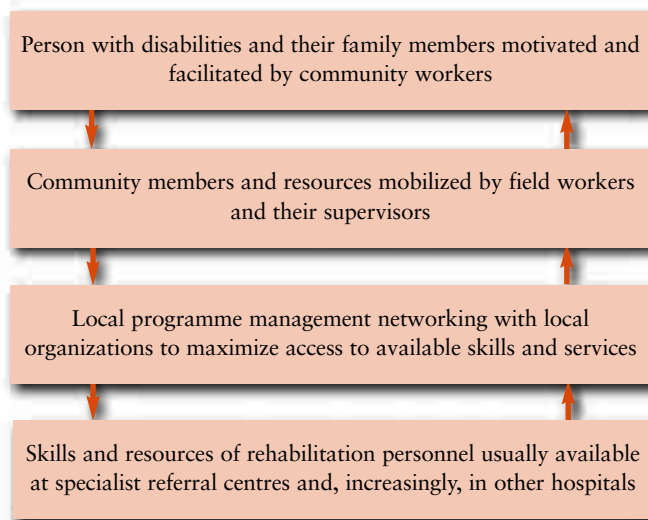 Person with disabilities and their family members motivated and
facilitated by community workers
Community members and resources mobilized by field workers
and their supervisors
Local programme management networking with local
organizations to maximize access to available skills and services
Skills and resources of rehabilitation personnel usually available
at specialist referral centres and, increasingly, in other hospitals